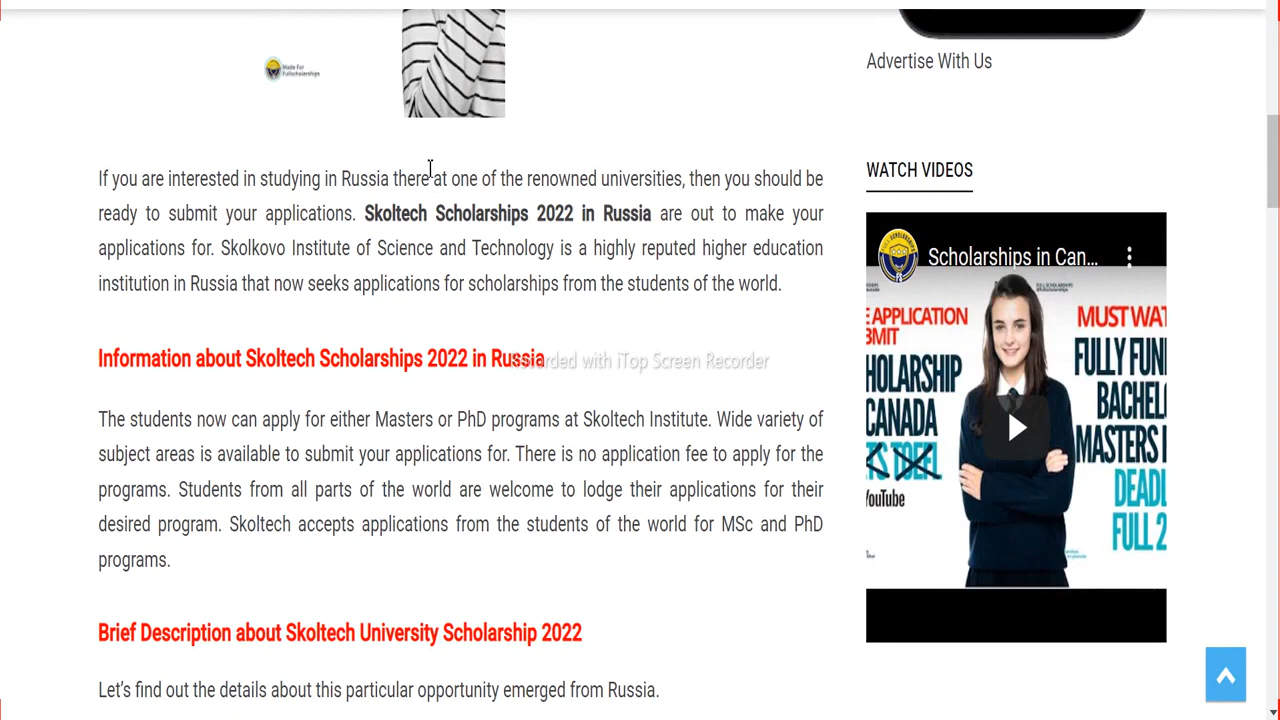 Made For
Fullscholarships
Advertise With Us
If you are interested in studying in Russia there at one of the renowned universities, then you should be
ready to submit your applications. Skoltech Scholarships 2022 in Russia are out to make your
applications for. Skolkovo Institute of Science and Technology is a highly reputed higher education
institution in Russia that now seeks applications for scholarships from the students of the world.
Information about Skoltech Scholarships 2022 in Russia
Recorded with iTop Screen Recorder
The students now can apply for either Masters or PhD programs at Skoltech Institute. Wide variety of
subject areas is available to submit your applications for. There is no application fee to apply for the
programs. Students from all parts of the world are welcome to lodge their applications for their
desired program. Skoltech accepts applications from the students of the world for MSc and PhD
programs.
Brief Description about Skoltech University Scholarship 2022
Let's find out the details about this particular opportunity emerged from Russia.
WATCH VIDEOS
Scholarships in Can...
E APPLICATION
BMIT
HOLARSHIP
CANADA
TS TOEFL
YouTube
MUST WAT
FULLY FUN
BACHEL
MASTERS I
DEADL
FULL 2